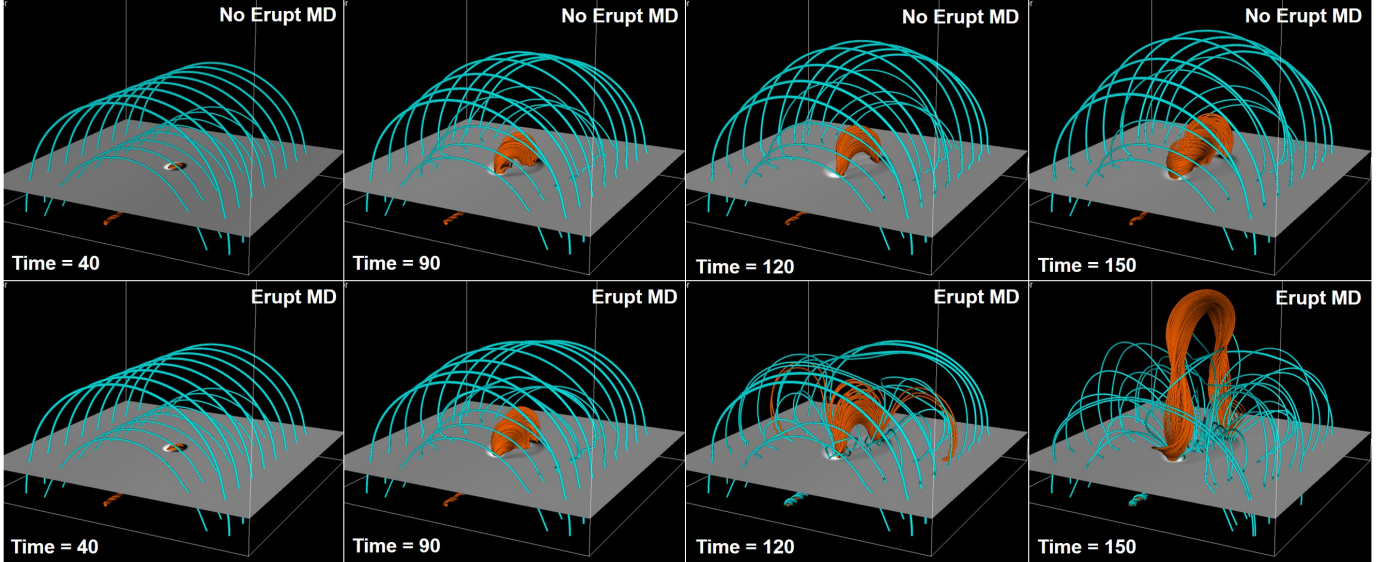 No Erupt MD
No Erupt MD
No Erupt MD
No Erupt MD
Time = 40
Time = 90
Time = 120
Time = 150
Erupt MD
Erupt MD
Erupt MD
Erupt MD
Time = 40
Time = 90
Time = 120
Time = 150